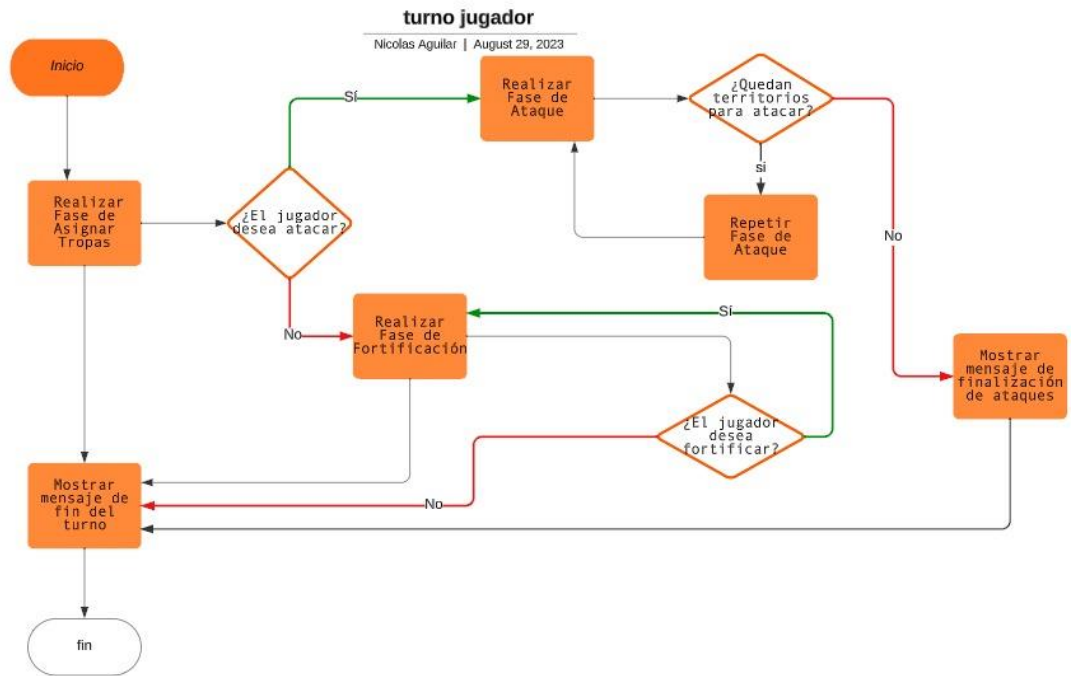 turno jugador
Nicolas Aguilar | August 29, 2023
Inicio
Realizar
Fase de
Asignar
Tropas
¿El jugador
desea atacar?
Sí
Realizar
Fase de
Ataque
¿Quedan
territorios
para atacar?
si
Repetir
Fase de
Ataque
No
No
Realizar
Fase de
Fortificación
Sí
¿El jugador
desea
fortificar?
Mostrar
mensaje de
finalización
de ataques
No
Mostrar
mensaje de
fin del
turno
fin